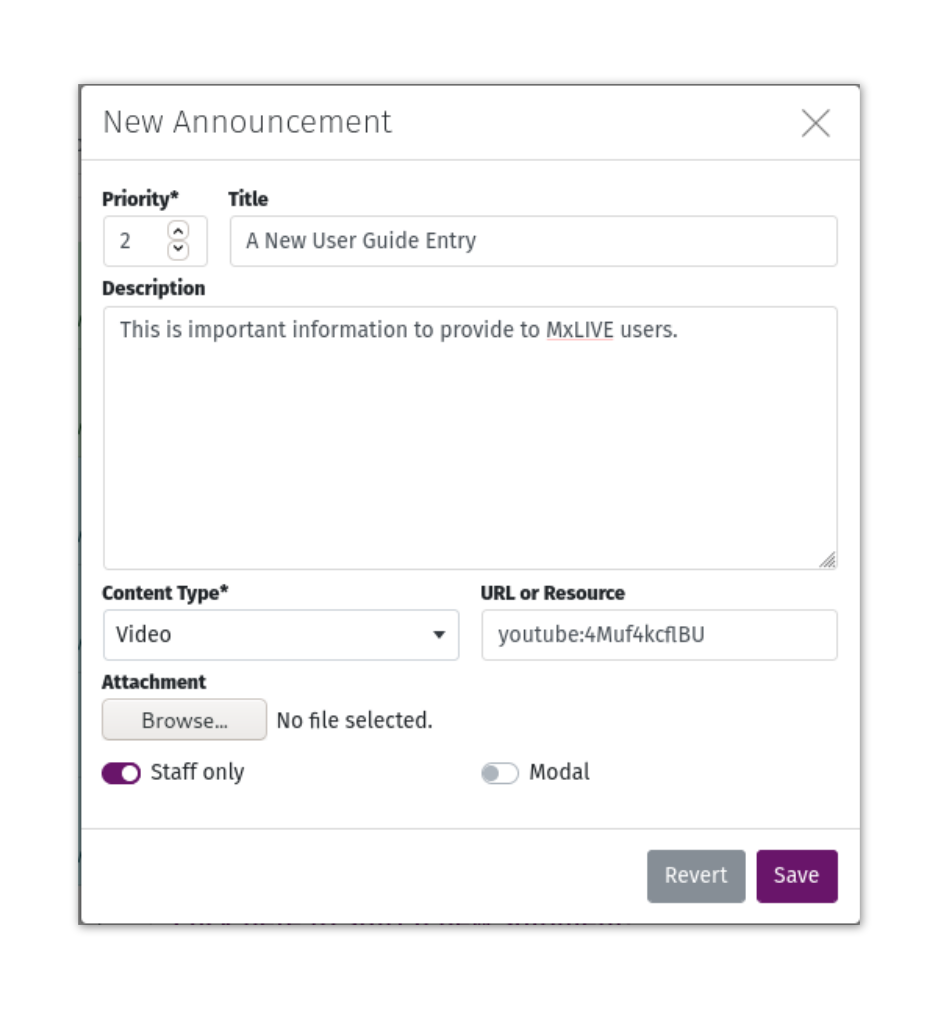 New Announcement
Priority* Title
2 A New User Guide Entry
Description
This is important information to provide to MxLIVE users.
Content Type* URL or Resource
Video youtube:4Muf4kcflBU
Attachment
Browse... No file selected.
Staff only Modal
Revert Save